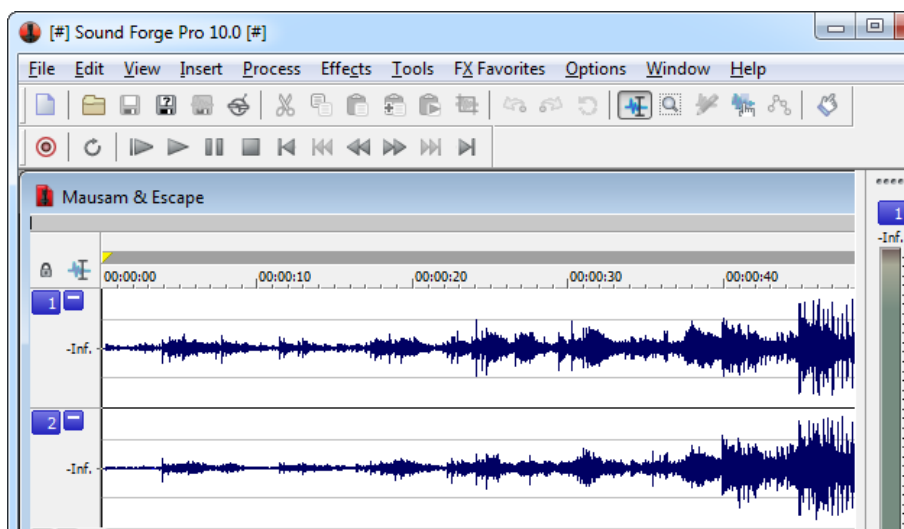 [#] Sound Forge Pro 10.0 [#]
File Edit View Insert Process Effects Tools FX Favorites Options Window Help
Mausam & Escape
1
-Inf.
00:00:00 00:00:10 00:00:20 00:00:30 00:00:40
1
-Inf.
2
-Inf.